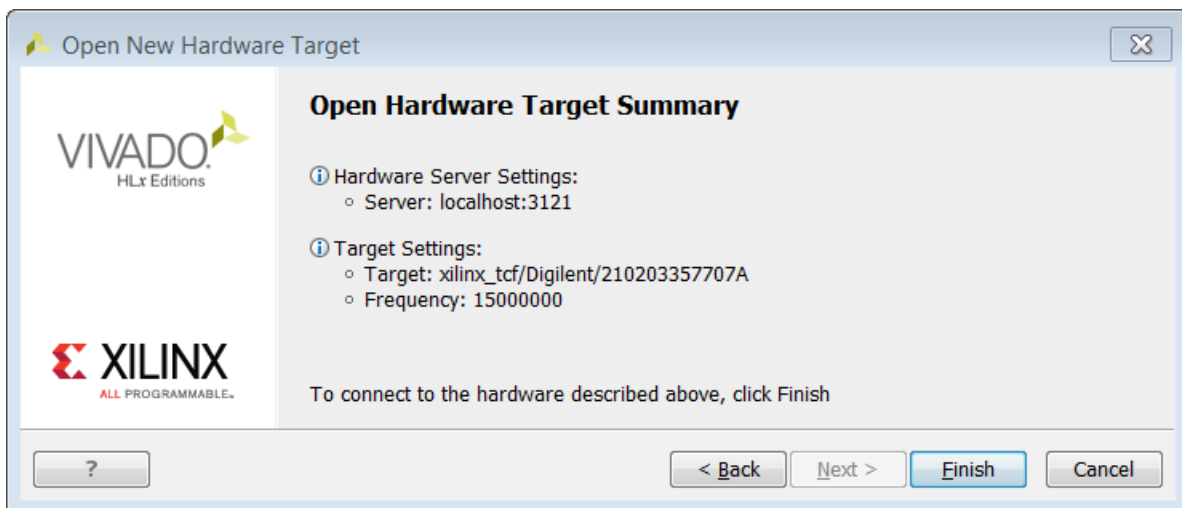 Open New Hardware Target
VIVADO.
HLx Editions
Open Hardware Target Summary
Hardware Server Settings:
Server: localhost:3121
Target Settings:
Target: xilinx_tcf/Digilent/210203357707A
Frequency: 15000000
XILINX
ALL PROGRAMMABLE.
To connect to the hardware described above, click Finish
?
< Back Next > Finish Cancel